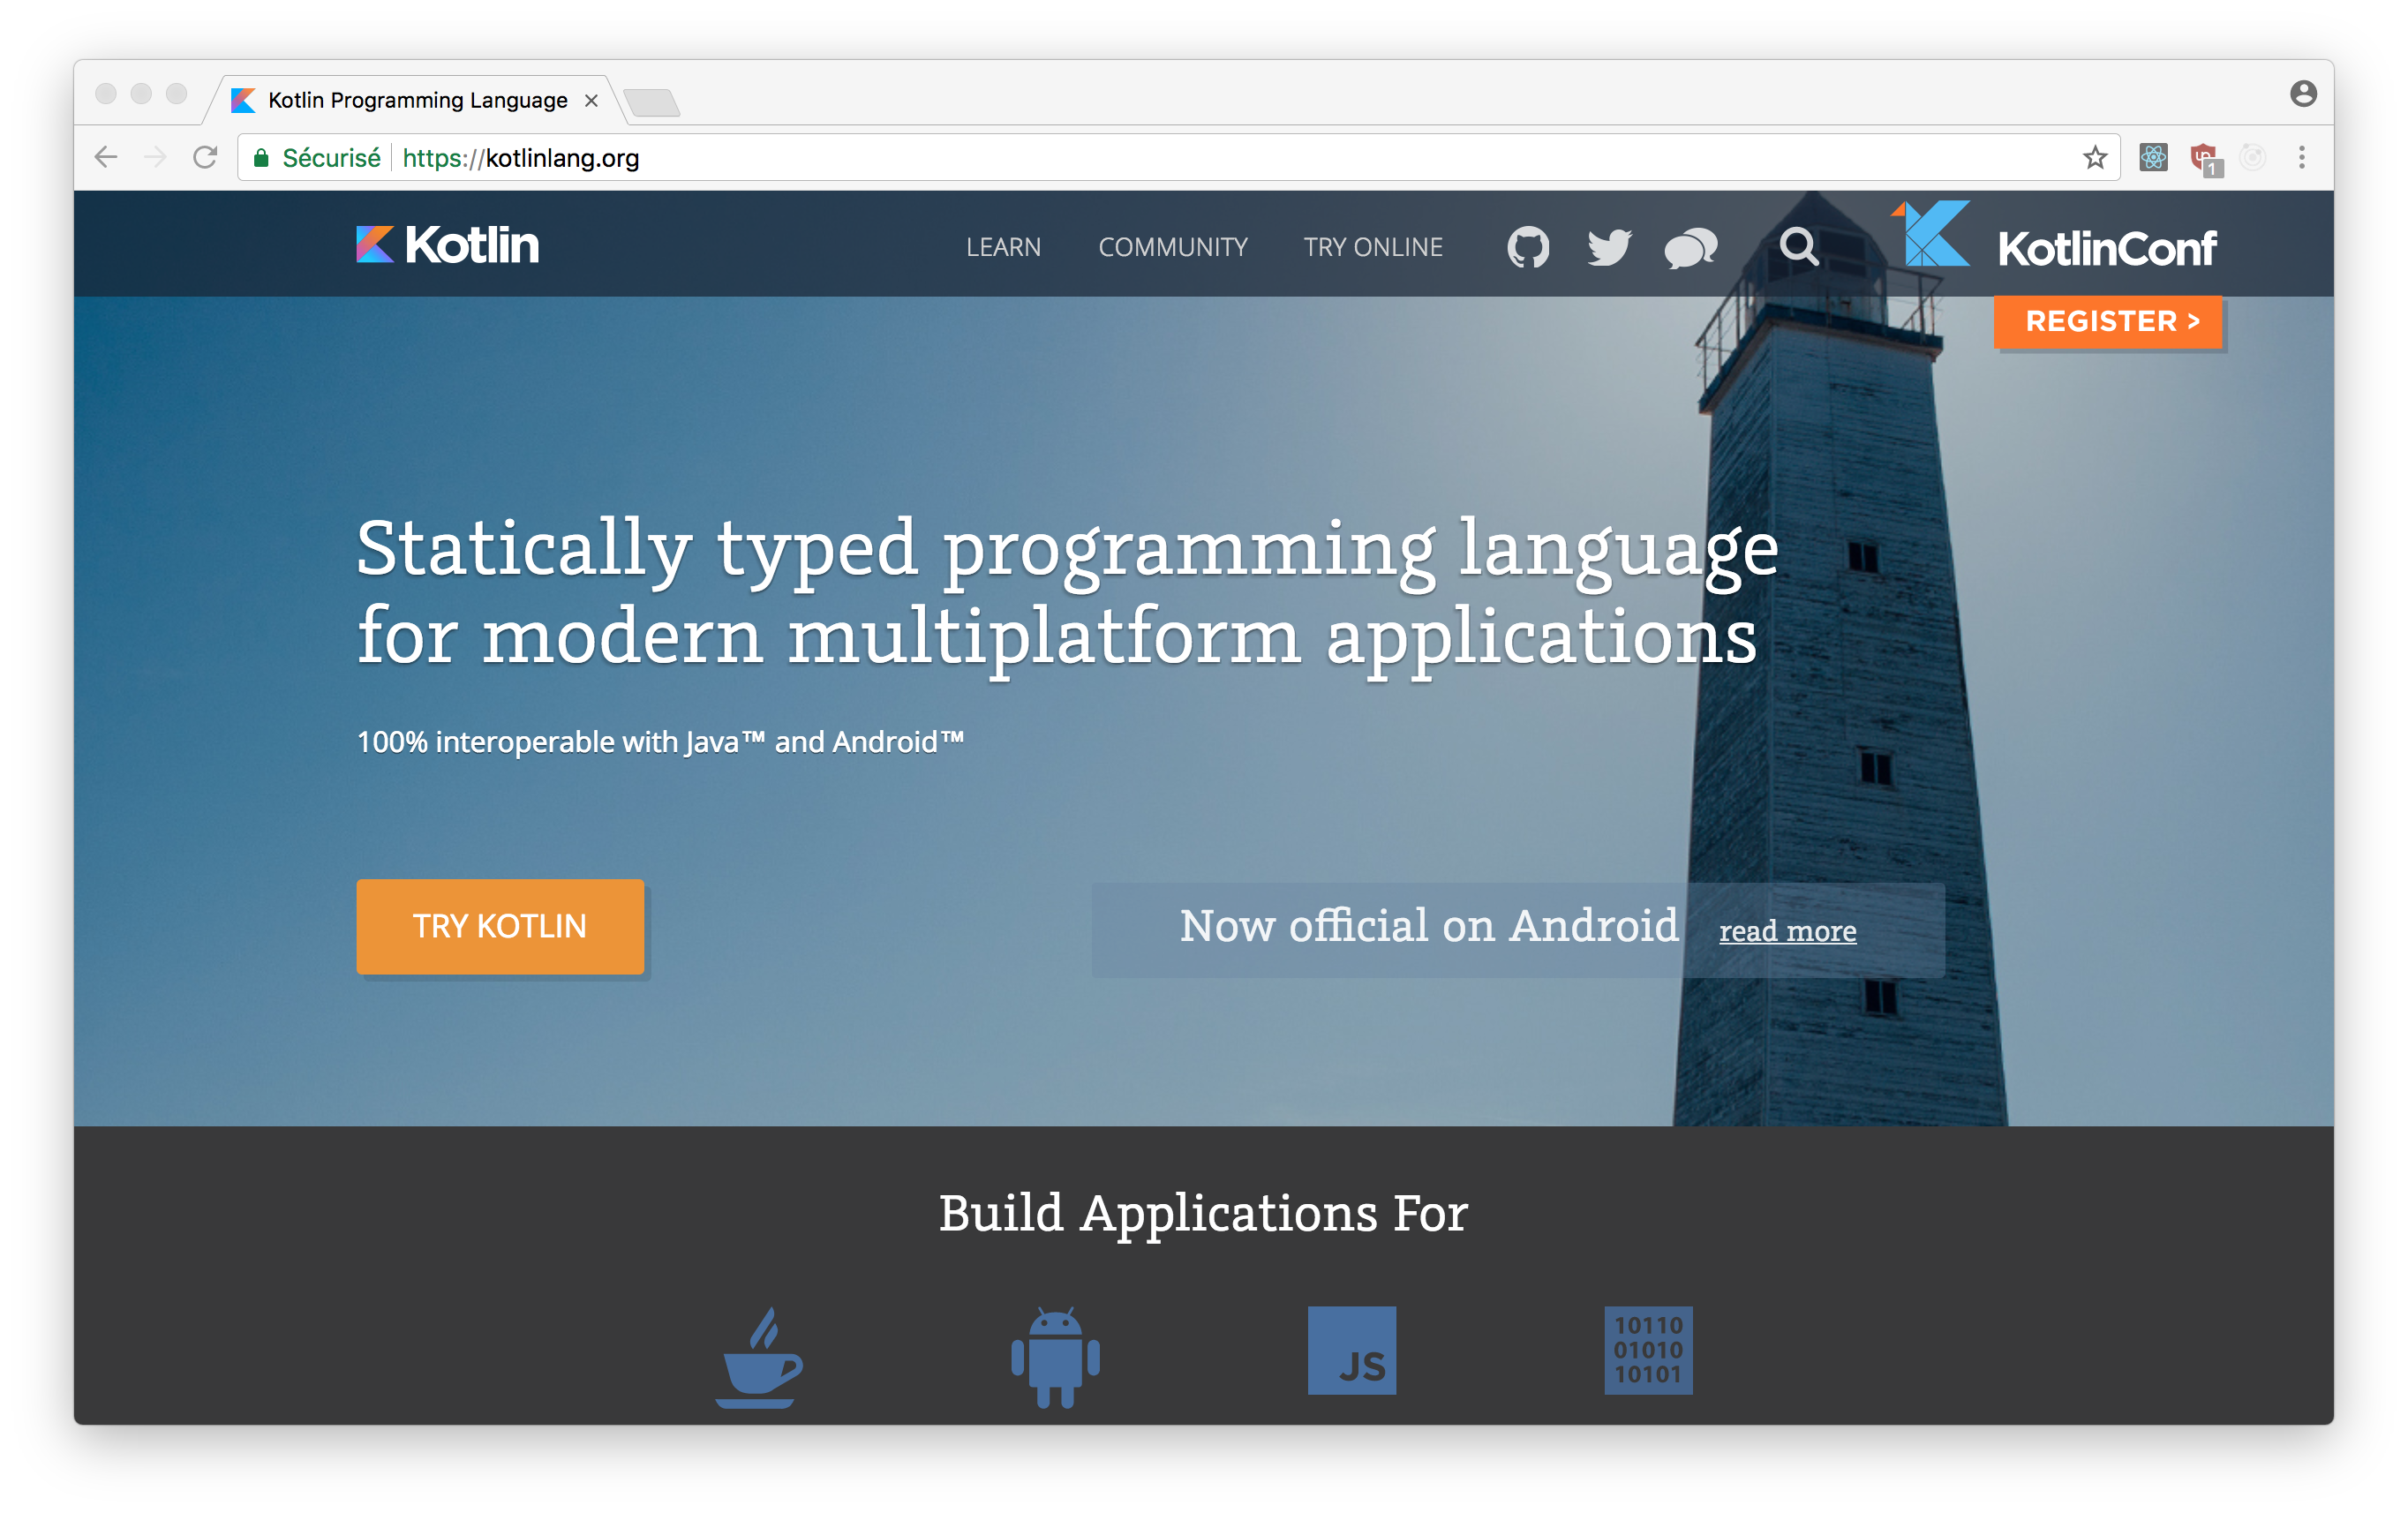 Kotlin Programming Language
Sécurisé https://kotlinlang.org
1
Kotlin LEARN COMMUNITY TRY ONLINE KotlinConf
REGISTER >
Statically typed programming language
for modern multiplatform applications
100% interoperable with Java™ and Android™
TRY KOTLIN
Now official on Android read more
Build Applications For
JS
10110
01010
10101